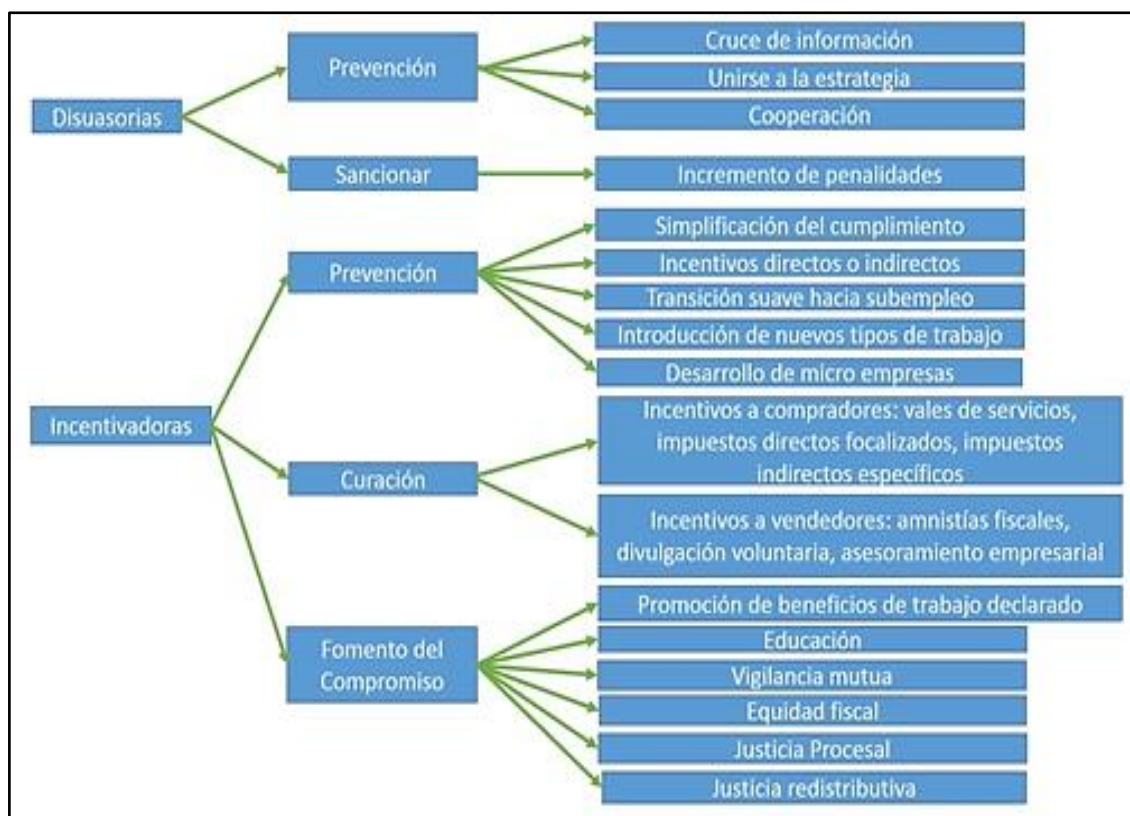 Disuasorias
Prevención
Cruce de información
Unirse a la estrategia
Cooperación
Sancionar
Incremento de penalidades
Incentivadoras
Prevención
Simplificación del cumplimiento
Incentivos directos o indirectos
Transición suave hacia subempleo
Introducción de nuevos tipos de trabajo
Desarrollo de micro empresas
Curación
Incentivos a compradores: vales de servicios,
impuestos directos focalizados, impuestos
indirectos específicos
Incentivos a vendedores: amnistías fiscales,
divulgación voluntaria, asesoramiento empresarial
Fomento del
Compromiso
Promoción de beneficios de trabajo declarado
Educación
Vigilancia mutua
Equidad fiscal
Justicia Procesal
Justicia redistributiva